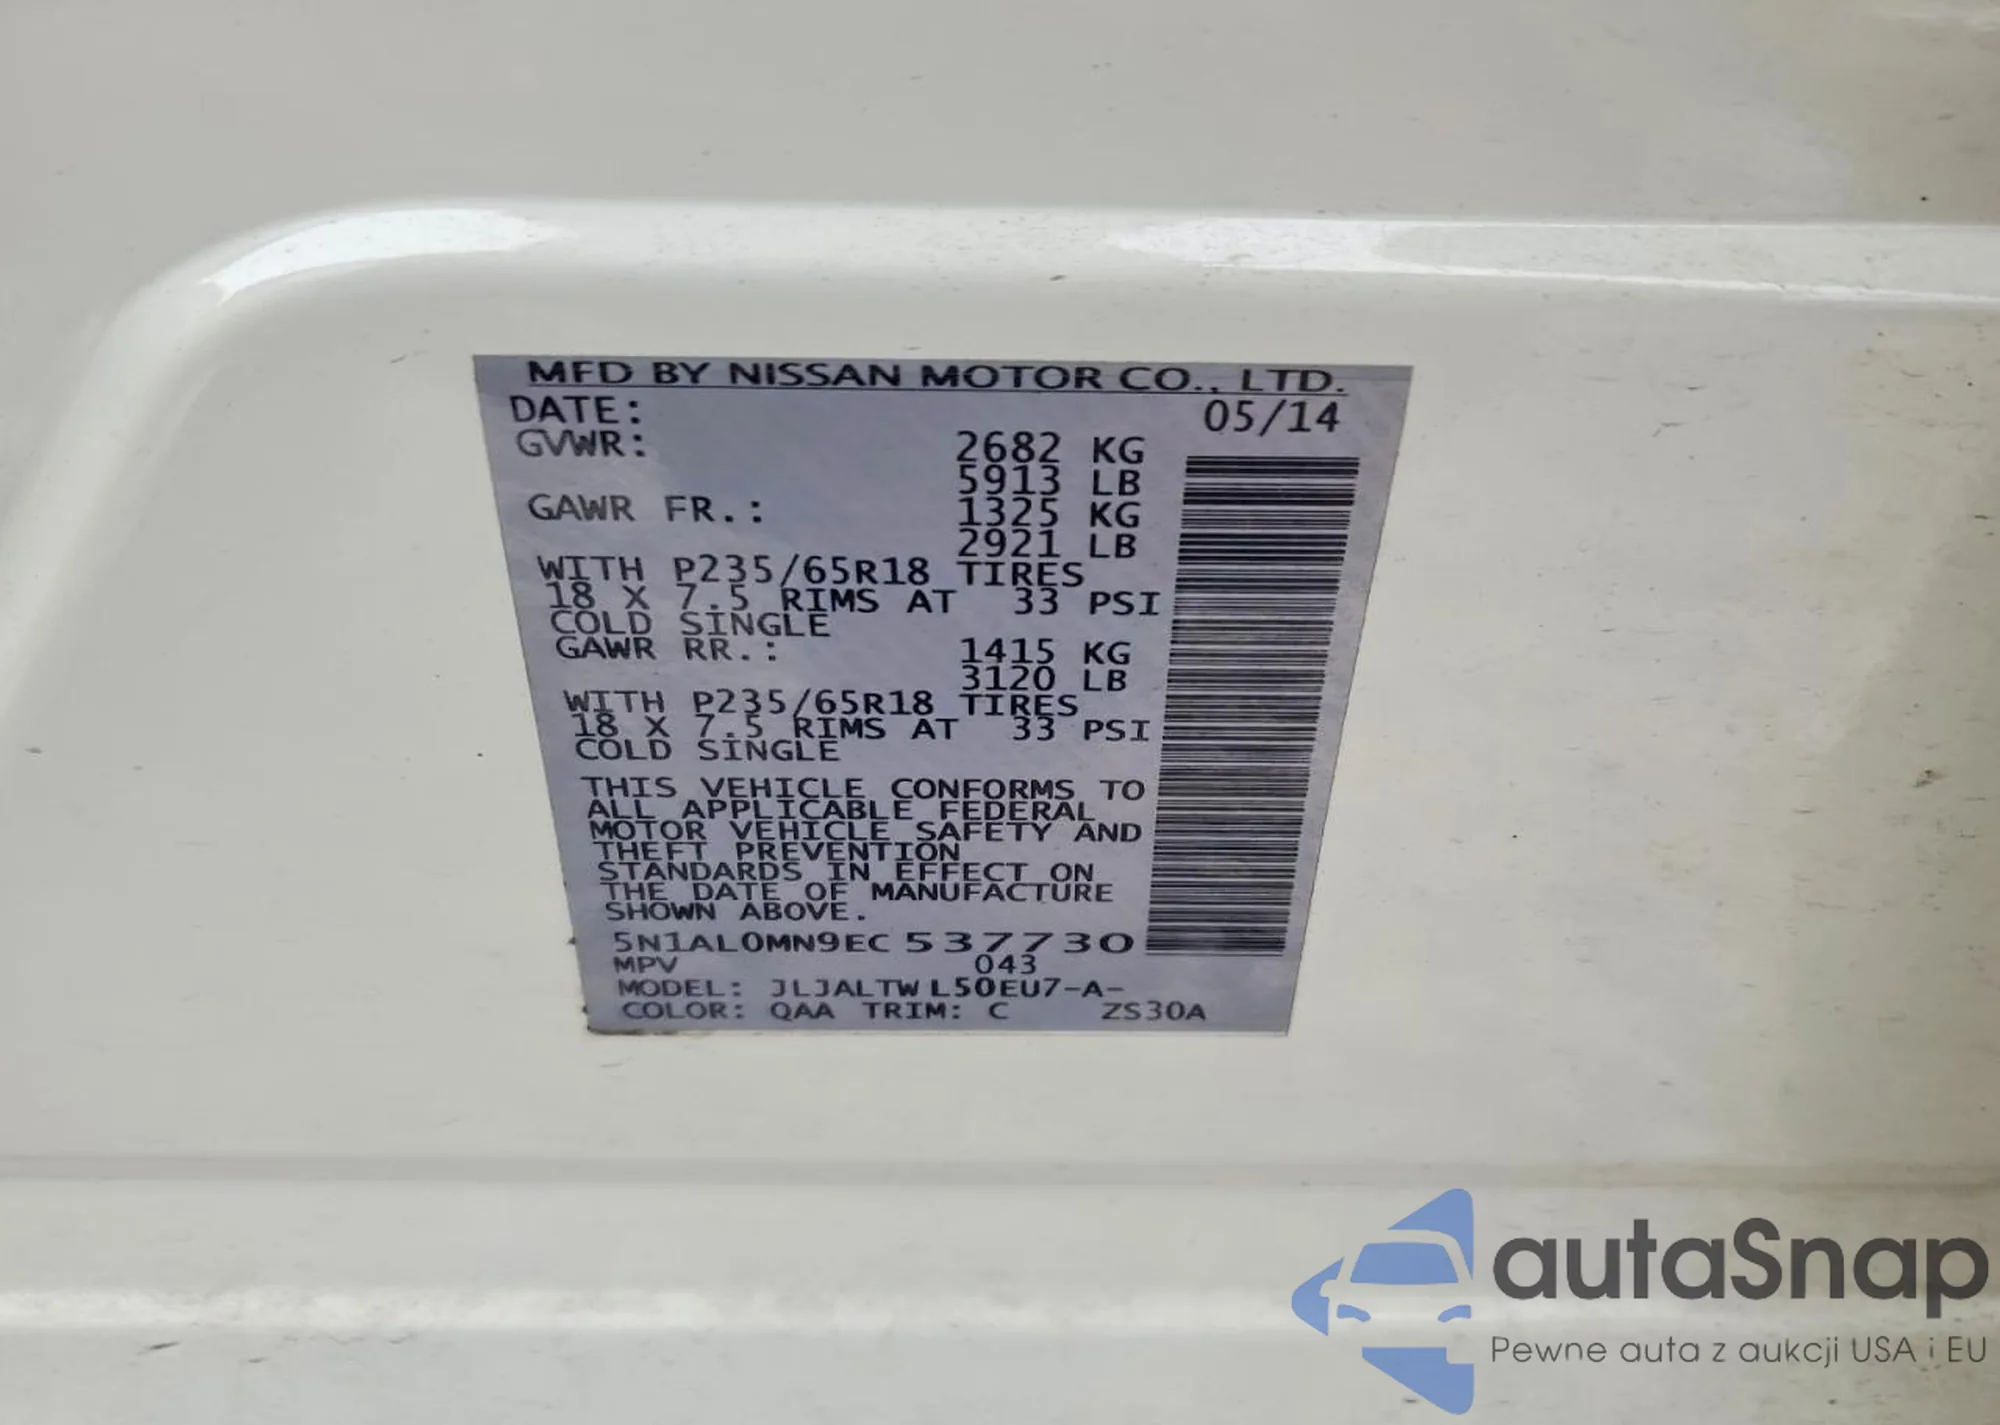 MFD BY NISSAN MOTOR CO., LTD.
DATE: 05/14
GVWR: 2682 KG
5913 LB
GAWR FR.: 1325 KG
2921 LB
WITH P235/65R18 TIRES
18 X 7.5 RIMS AT 33 PSI
COLD SINGLE
GAWR RR.: 1415 KG
3120 LB
WITH P235/65R18 TIRES
18 X 7.5 RIMS AT 33 PSI
COLD SINGLE
THIS VEHICLE CONFORMS TO
ALL APPLICABLE FEDERAL
MOTOR VEHICLE SAFETY AND
THEFT PREVENTION
STANDARDS IN EFFECT ON
THE DATE OF MANUFACTURE
SHOWN ABOVE.
5N1AL0MN9EC 537730
MPV 043
MODEL: JLJALTW L50EU7-A-
COLOR: QAA TRIM: C ZS30A
autaSnap
Pewne auta z aukcji USA i EU